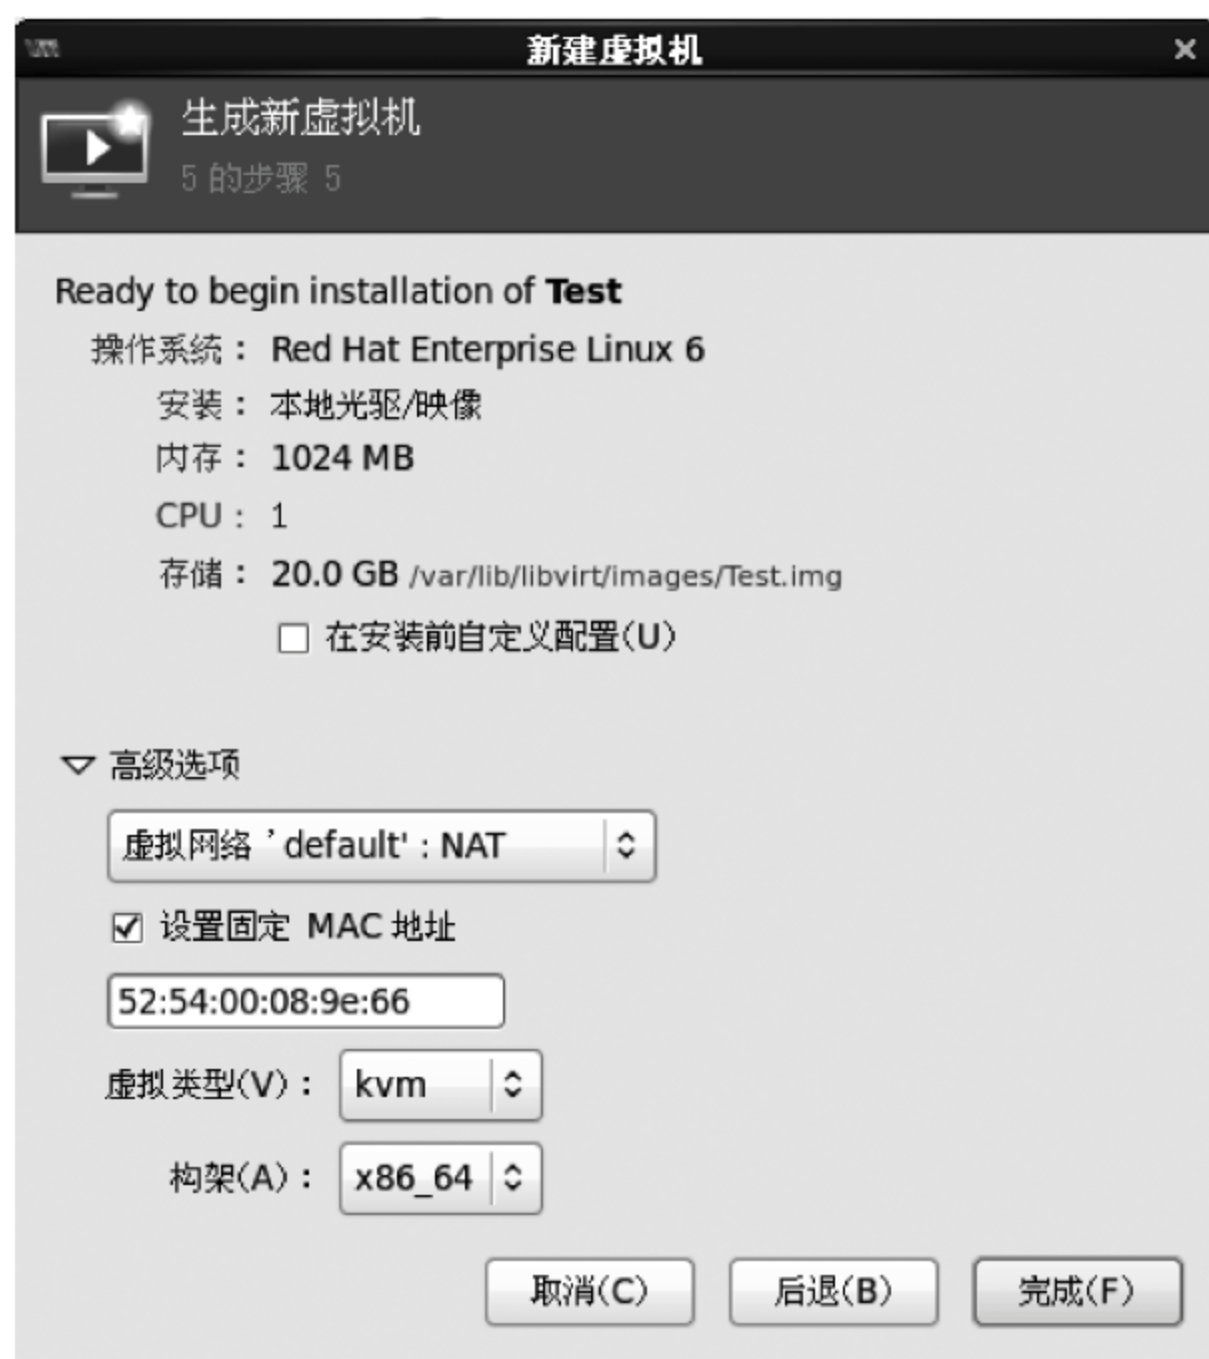 新建虚拟机
生成新虚拟机
5 的步骤 5
Ready to begin installation of Test
操作系统： Red Hat Enterprise Linux 6
安装： 本地光驱/映像
内存： 1024 MB
CPU： 1
存储： 20.0 GB /var/lib/libvirt/images/Test.img
在安装前自定义配置(U)
高级选项
虚拟网络 'default' : NAT
设置固定 MAC 地址
52:54:00:08:9e:66
虚拟类型(V)： kvm
构架(A)： x86_64
取消(C) 后退(B) 完成(F)